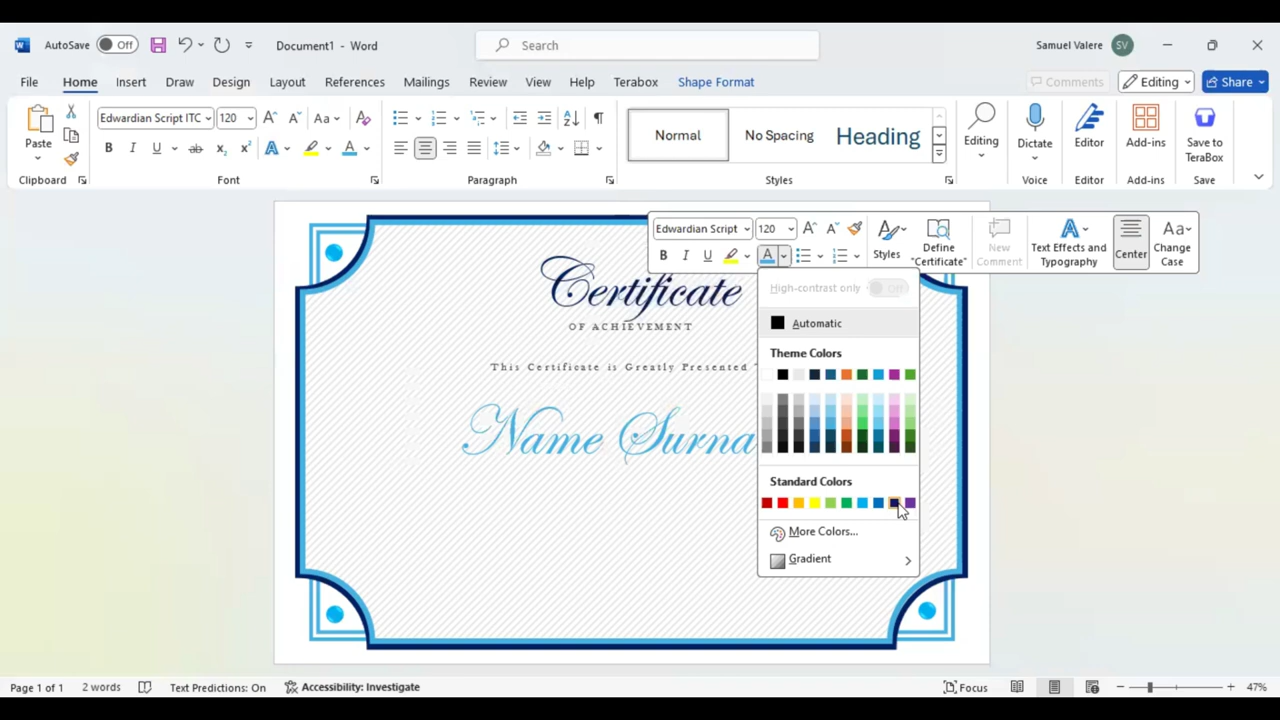 AutoSave Off Document1 - Word Search Samuel Valere SV
File Home Insert Draw Design Layout References Mailings Review View Help Terabox Shape Format Comments Editing Share
Paste Edwardian Script ITC 120 Aa Normal No Spacing Heading Editing Dictate Editor Add-ins Save to TeraBox
Clipboard Font Paragraph Styles Voice Editor Add-ins Save
Edwardian Script 120 Styles Define "Certificate" New Comment Text Effects and Typography Center Change Case
Certificate
OF ACHIEVEMENT
This Certificate is Greatly Presented
Name Surna
High-contrast only Off
Automatic
Theme Colors
Standard Colors
More Colors...
Gradient
Page 1 of 1 2 words Text Predictions: On Accessibility: Investigate Focus 47%